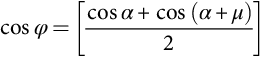 cos φ = [ (cos α + cos (α + μ)) / 2 ]